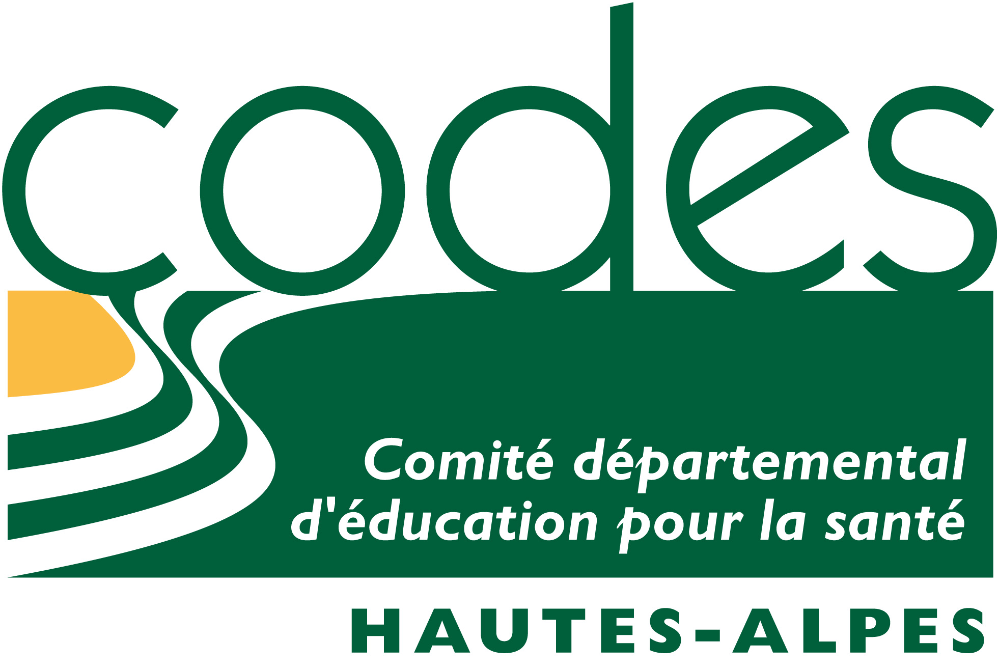 codes
Comité départemental
d'éducation pour la santé
HAUTES-ALPES